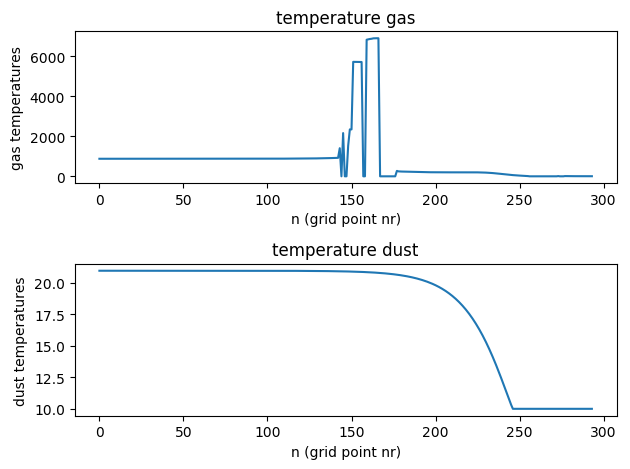 temperature gas
gas temperatures
6000
4000
2000
0
0 50 100 150 200 250 300
n (grid point nr)
temperature dust
dust temperatures
20.0
17.5
15.0
12.5
10.0
0 50 100 150 200 250 300
n (grid point nr)